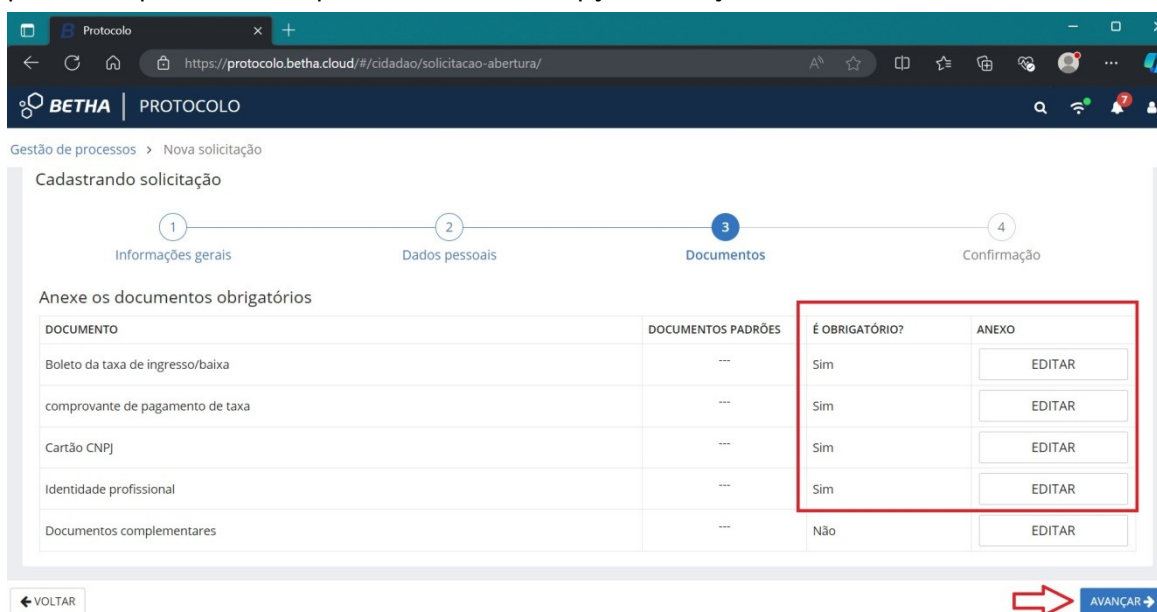 Protocolo
https://protocolo.betha.cloud/#/cidadao/solicitacao-abertura/
BETHA | PROTOCOLO
7
Gestão de processos > Nova solicitação
Cadastrando solicitação
1 2 3 4
Informações gerais Dados pessoais Documentos Confirmação
Anexe os documentos obrigatórios
DOCUMENTO DOCUMENTOS PADRÕES É OBRIGATÓRIO? ANEXO
Boleto da taxa de ingresso/baixa --- Sim EDITAR
comprovante de pagamento de taxa --- Sim EDITAR
Cartão CNPJ --- Sim EDITAR
Identidade profissional --- Sim EDITAR
Documentos complementares --- Não EDITAR
VOLTAR AVANÇAR